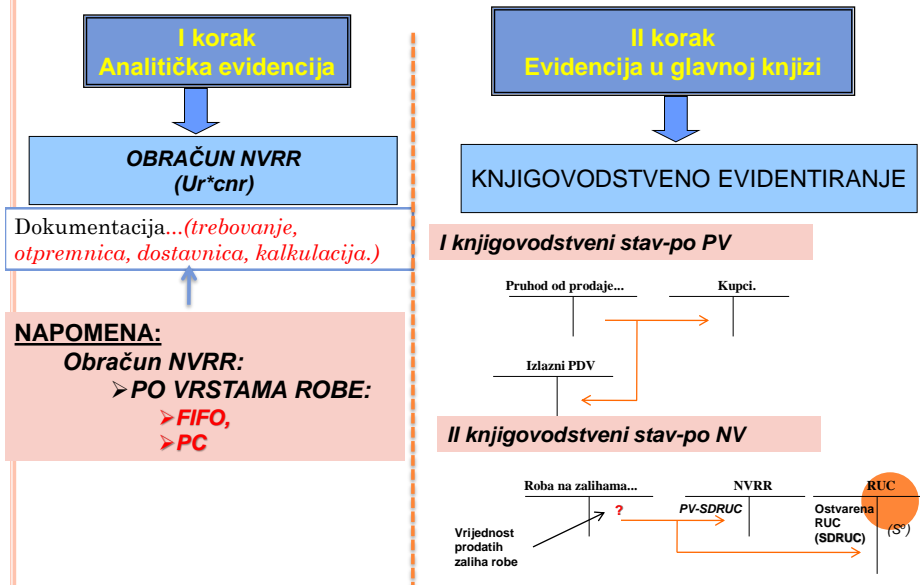 I korak
Analitička evidencija
OBRAČUN NVRR
(Ur*cnr)
Dokumentacija...(trebovanje,
otpremnica, dostavnica, kalkulacija.)
NAPOMENA:
Obračun NVRR:
➢PO VRSTAMA ROBE:
➢FIFO,
➢PC
II korak
Evidencija u glavnoj knjizi
KNJIGOVODSTVENO EVIDENTIRANJE
I knjigovodstveni stav-po PV
Pruhod od prodaje...
Kupci.
Izlazni PDV
II knjigovodstveni stav-po NV
Roba na zalihama...
NVRR
RUC
?
PV-SDRUC
Ostvarena
RUC
(SDRUC)
(Sº)
Vrijednost
prodatih
zaliha robe